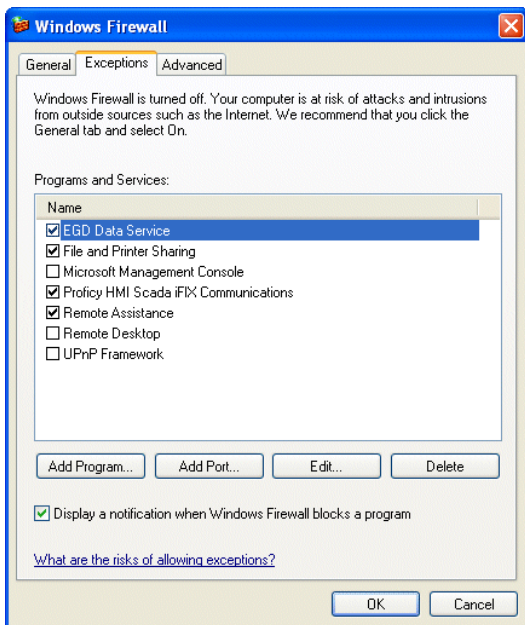 Windows Firewall
General Exceptions Advanced
Windows Firewall is turned off. Your computer is at risk of attacks and intrusions
from outside sources such as the Internet. We recommend that you click the
General tab and select On.
Programs and Services:
Name
EGD Data Service
File and Printer Sharing
Microsoft Management Console
Proficy HMI Scada iFIX Communications
Remote Assistance
Remote Desktop
UPnP Framework
Add Program... Add Port... Edit... Delete
Display a notification when Windows Firewall blocks a program
What are the risks of allowing exceptions?
OK Cancel